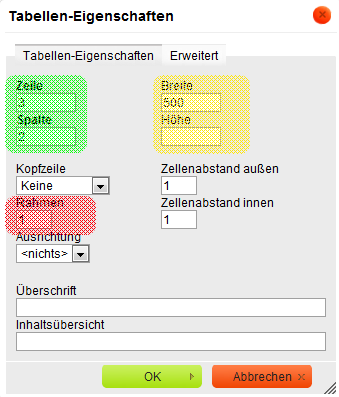 Tabellen-Eigenschaften
Tabellen-Eigenschaften Erweitert
Zeile Breite
3 500
Spalte Höhe
2
Kopfzeile Zellenabstand außen
Keine 1
Rahmen Zellenabstand innen
1 1
Ausrichtung
<nichts>
Überschrift
Inhaltsübersicht
OK Abbrechen